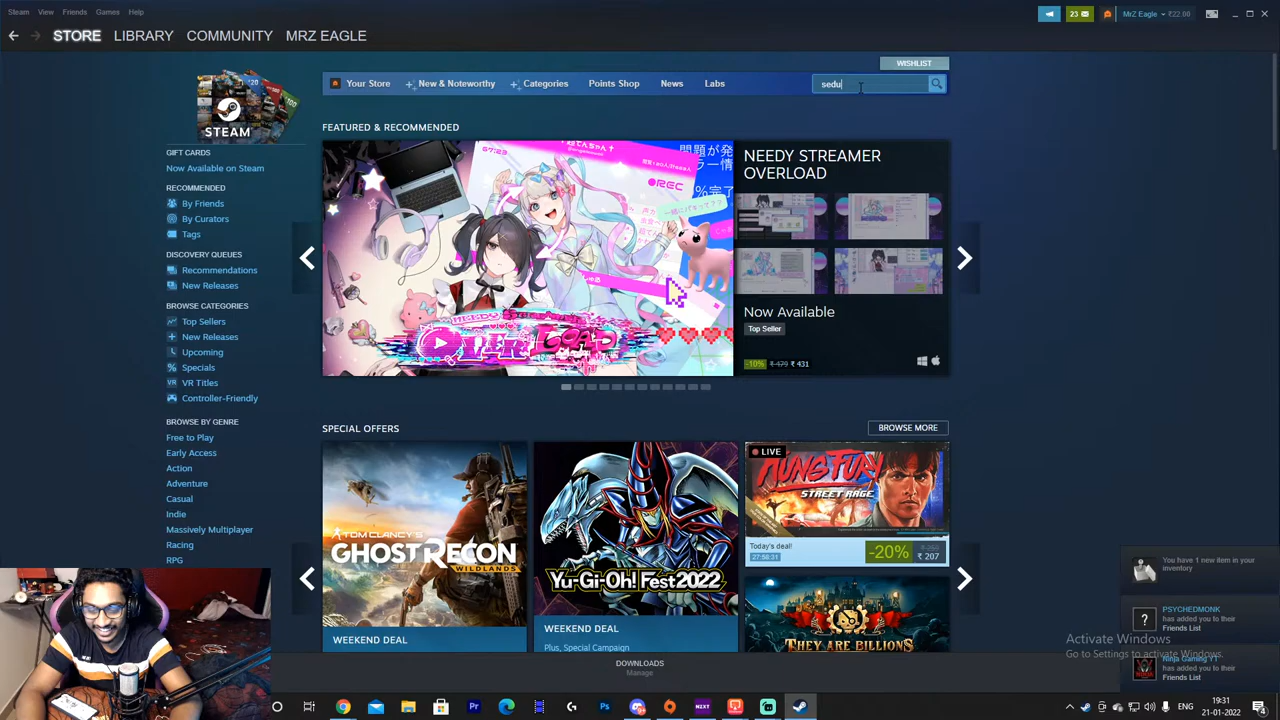 Steam View Friends Games Help
23 MrZ Eagle ₹22.00
STORE LIBRARY COMMUNITY MRZ EAGLE
WISHLIST
Your Store New & Noteworthy Categories Points Shop News Labs sedu
STEAM
GIFT CARDS
Now Available on Steam
RECOMMENDED
By Friends
By Curators
Tags
DISCOVERY QUEUES
Recommendations
New Releases
BROWSE CATEGORIES
Top Sellers
New Releases
Upcoming
Specials
VR VR Titles
Controller-Friendly
BROWSE BY GENRE
Free to Play
Early Access
Action
Adventure
Casual
Indie
Massively Multiplayer
Racing
RPG
FEATURED & RECOMMENDED
REC
OVERLOAD
NEEDY STREAMER
OVERLOAD
Now Available
Top Seller
-10% ₹ 479 ₹ 431
SPECIAL OFFERS
BROWSE MORE
TOM CLANCY'S
GHOST RECON
WILDLANDS
WEEKEND DEAL
Yu-Gi-Oh! Fest 2022
WEEKEND DEAL
Plus, Special Campaign
LIVE
KUNG FURY
STREET RAGE
Today's deal!
-20%
₹ 207
THEY ARE BILLIONS
You have 1 new item in your
inventory
PSYCHEDMONK
has added you to their
Friends List
Ninja Gaming YT
has added you to their
Friends List
Activate Windows
Go to Settings to activate Windows.
DOWNLOADS
Manage
ENG
19:31
21-01-2022